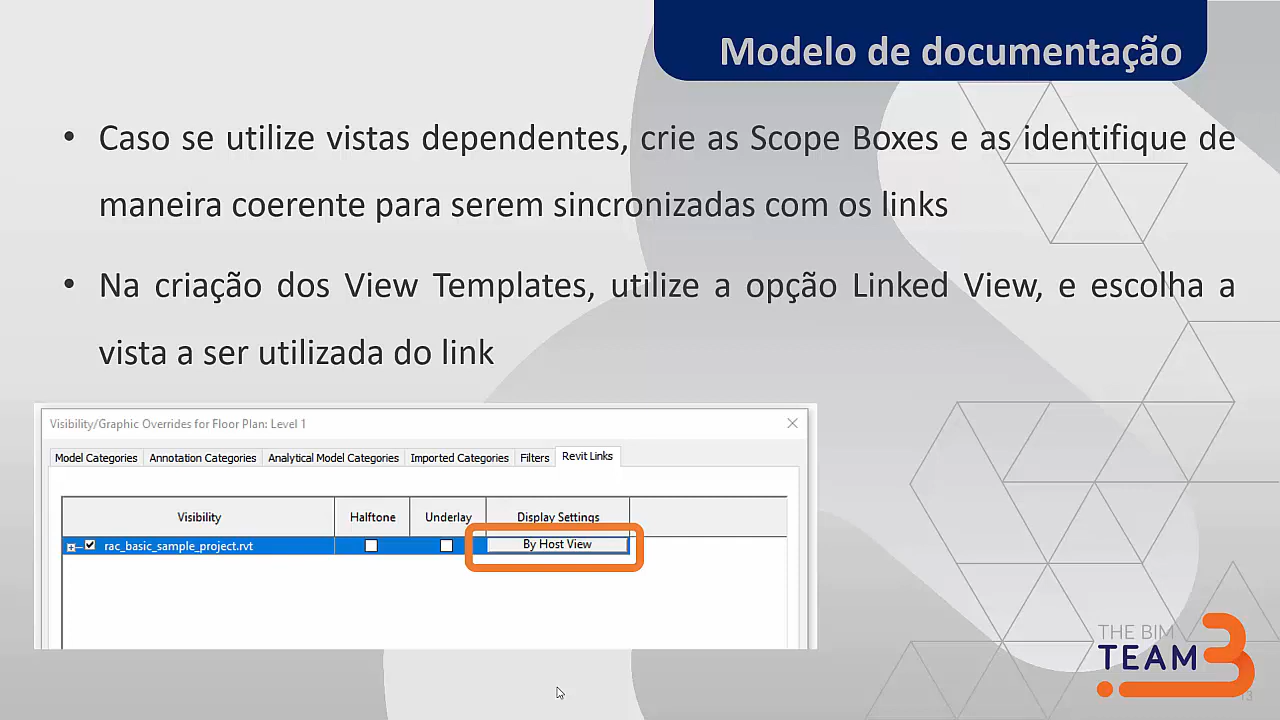 Modelo de documentação
• Caso se utilize vistas dependentes, crie as Scope Boxes e as identifique de
maneira coerente para serem sincronizadas com os links
• Na criação dos View Templates, utilize a opção Linked View, e escolha a
vista a ser utilizada do link
Visibility/Graphic Overrides for Floor Plan: Level 1
Model Categories Annotation Categories Analytical Model Categories Imported Categories Filters Revit Links
Visibility Halftone Underlay Display Settings
rac_basic_sample_project.rvt By Host View
THE BIM
TEAM 3
13